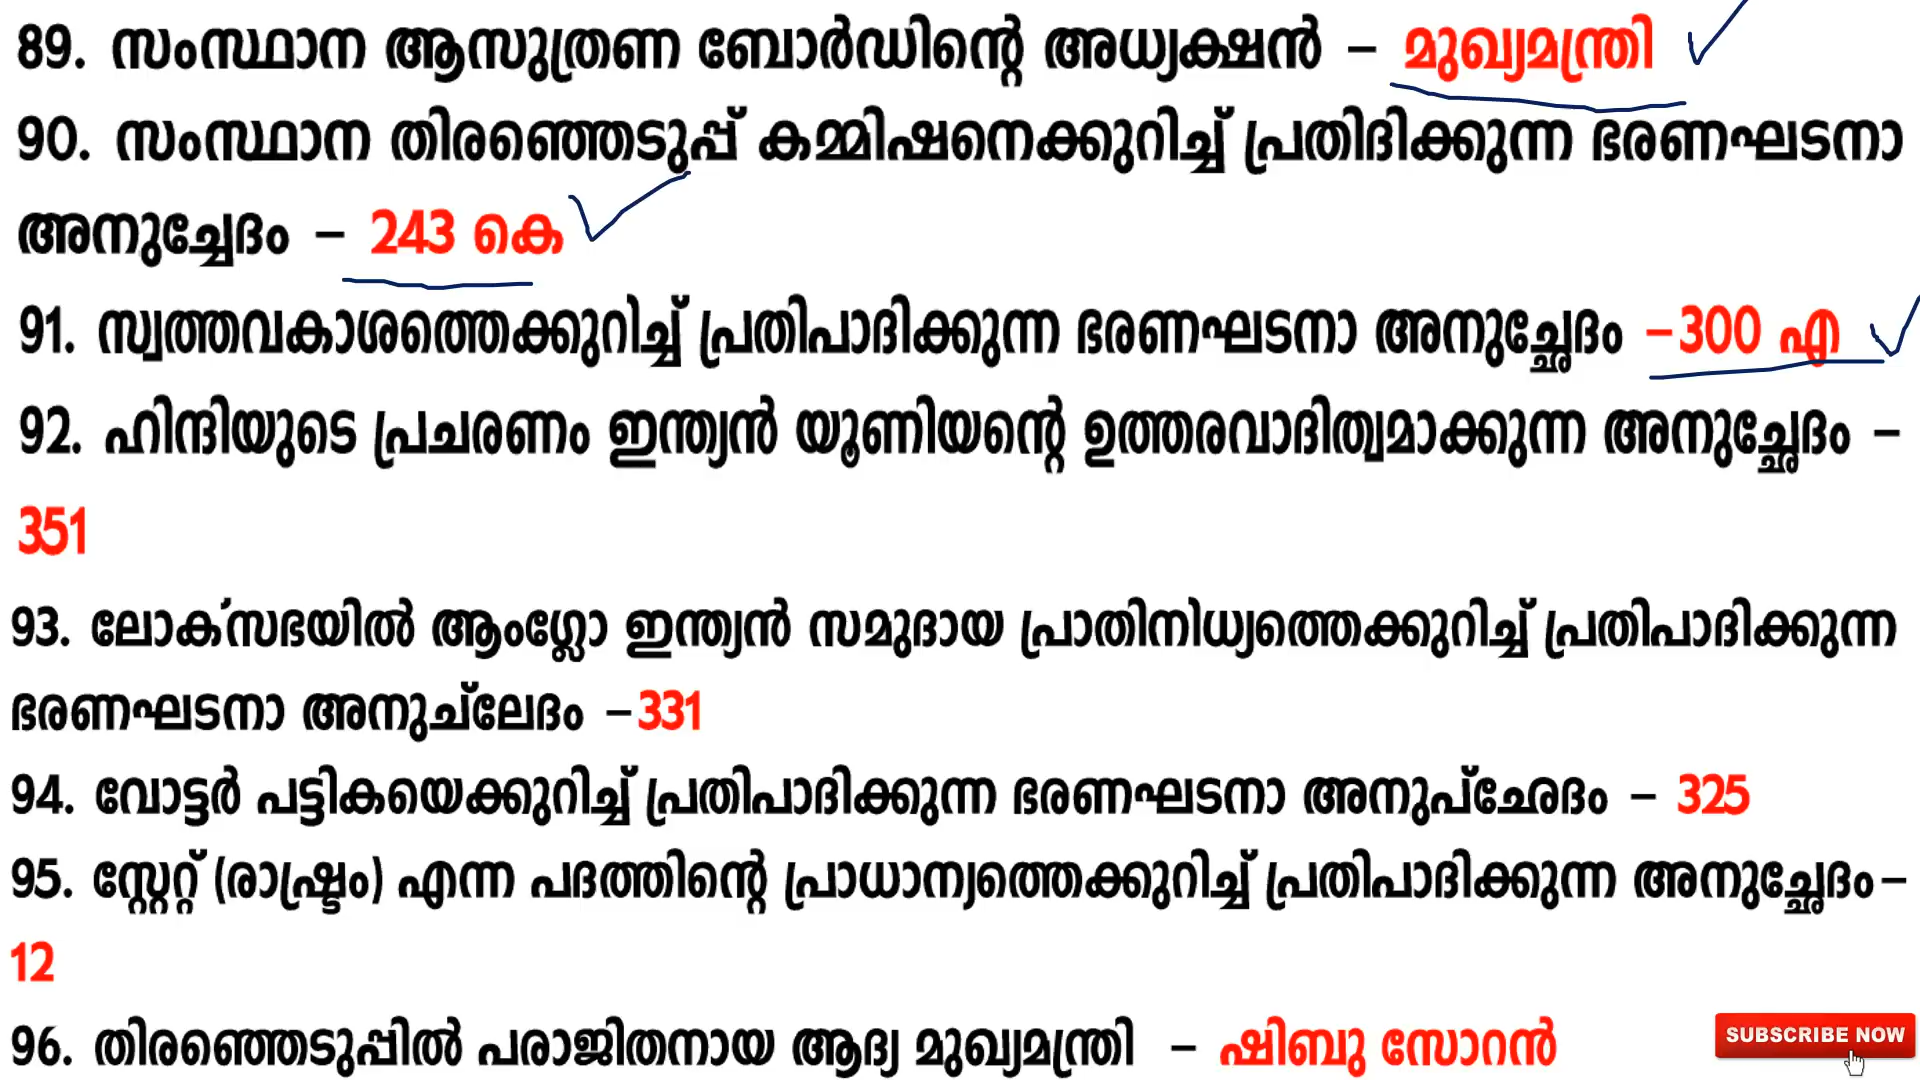 89. സംസ്ഥാന ആസൂത്രണ ബോർഡിന്റെ അധ്യക്ഷൻ – മുഖ്യമന്ത്രി
90. സംസ്ഥാന തിരഞ്ഞെടുപ്പ് കമ്മിഷനെക്കുറിച്ച് പ്രതിദിക്കുന്ന ഭരണഘടനാ
അനുച്ചേദം – 243 കെ
91. സ്വത്തവകാശത്തെക്കുറിച്ച് പ്രതിപാദിക്കുന്ന ഭരണഘടനാ അനുച്ഛേദം –300 എ
92. ഹിന്ദിയുടെ പ്രചരണം ഇന്ത്യൻ യൂണിയന്റെ ഉത്തരവാദിത്വമാക്കുന്ന അനുച്ഛേദം –
351
93. ലോക്സഭയിൽ ആംഗ്ലോ ഇന്ത്യൻ സമുദായ പ്രാതിനിധ്യത്തെക്കുറിച്ച് പ്രതിപാദിക്കുന്ന
ഭരണഘടനാ അനുച്ലേദം –331
94. വോട്ടർ പട്ടികയെക്കുറിച്ച് പ്രതിപാദിക്കുന്ന ഭരണഘടനാ അനുപ്ഛേദം – 325
95. സ്റ്റേറ്റ് (രാഷ്ട്രം) എന്ന പദത്തിന്റെ പ്രാധാന്യത്തെക്കുറിച്ച് പ്രതിപാദിക്കുന്ന അനുച്ഛേദം–
12
96. തിരഞ്ഞെടുപ്പിൽ പരാജിതനായ ആദ്യ മുഖ്യമന്ത്രി – ഷിബു സോറൻ
SUBSCRIBE NOW